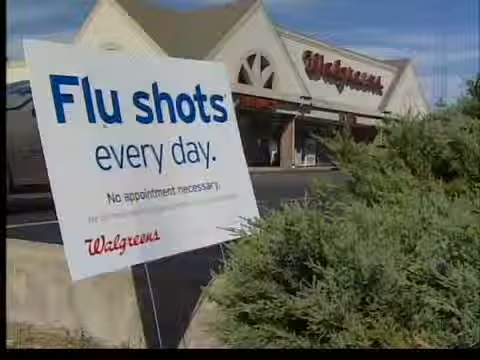 Flu shots
every day.
No appointment necessary.
Walgreens
Walgreens